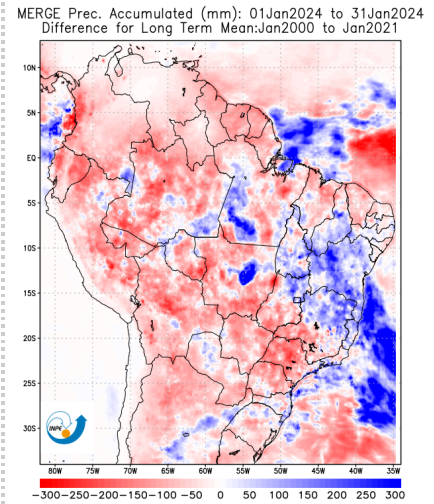 MERGE Prec. Accumulated (mm): 01Jan2024 to 31Jan2024
Difference for Long Term Mean:Jan2000 to Jan2021
10N
5N
EQ
5S
10S
15S
20S
25S
30S
INPE
80W 75W 70W 65W 60W 55W 50W 45W 40W 35W
-300-250-200-150-100 -50 0 50 100 150 200 250 300